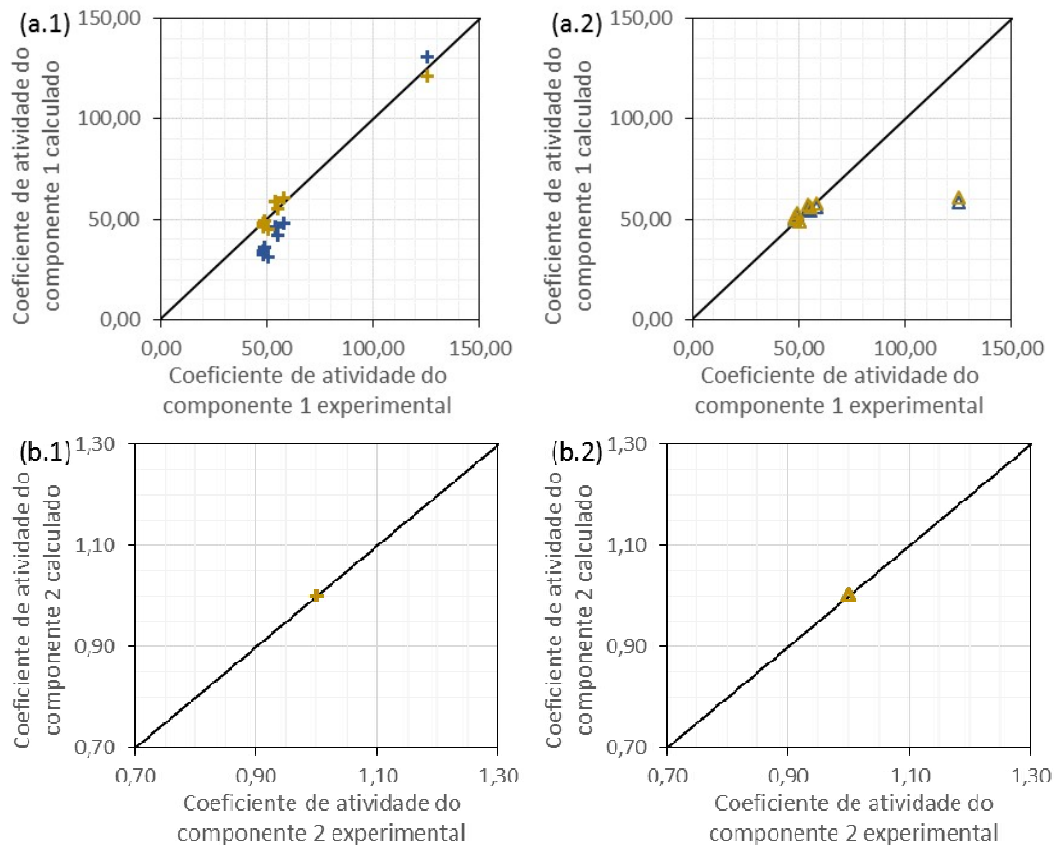 (a.1)
150,00
100,00
50,00
0,00
Coeficiente de atividade do
componente 1 calculado
0,00 50,00 100,00 150,00
Coeficiente de atividade do
componente 1 experimental
(a.2)
150,00
100,00
50,00
0,00
Coeficiente de atividade do
componente 1 calculado
0,00 50,00 100,00 150,00
Coeficiente de atividade do
componente 1 experimental
(b.1)
1,30
1,10
0,90
0,70
Coeficiente de atividade do
componente 2 calculado
0,70 0,90 1,10 1,30
Coeficiente de atividade do
componente 2 experimental
(b.2)
1,30
1,10
0,90
0,70
Coeficiente de atividade do
componente 2 calculado
0,70 0,90 1,10 1,30
Coeficiente de atividade do
componente 2 experimental